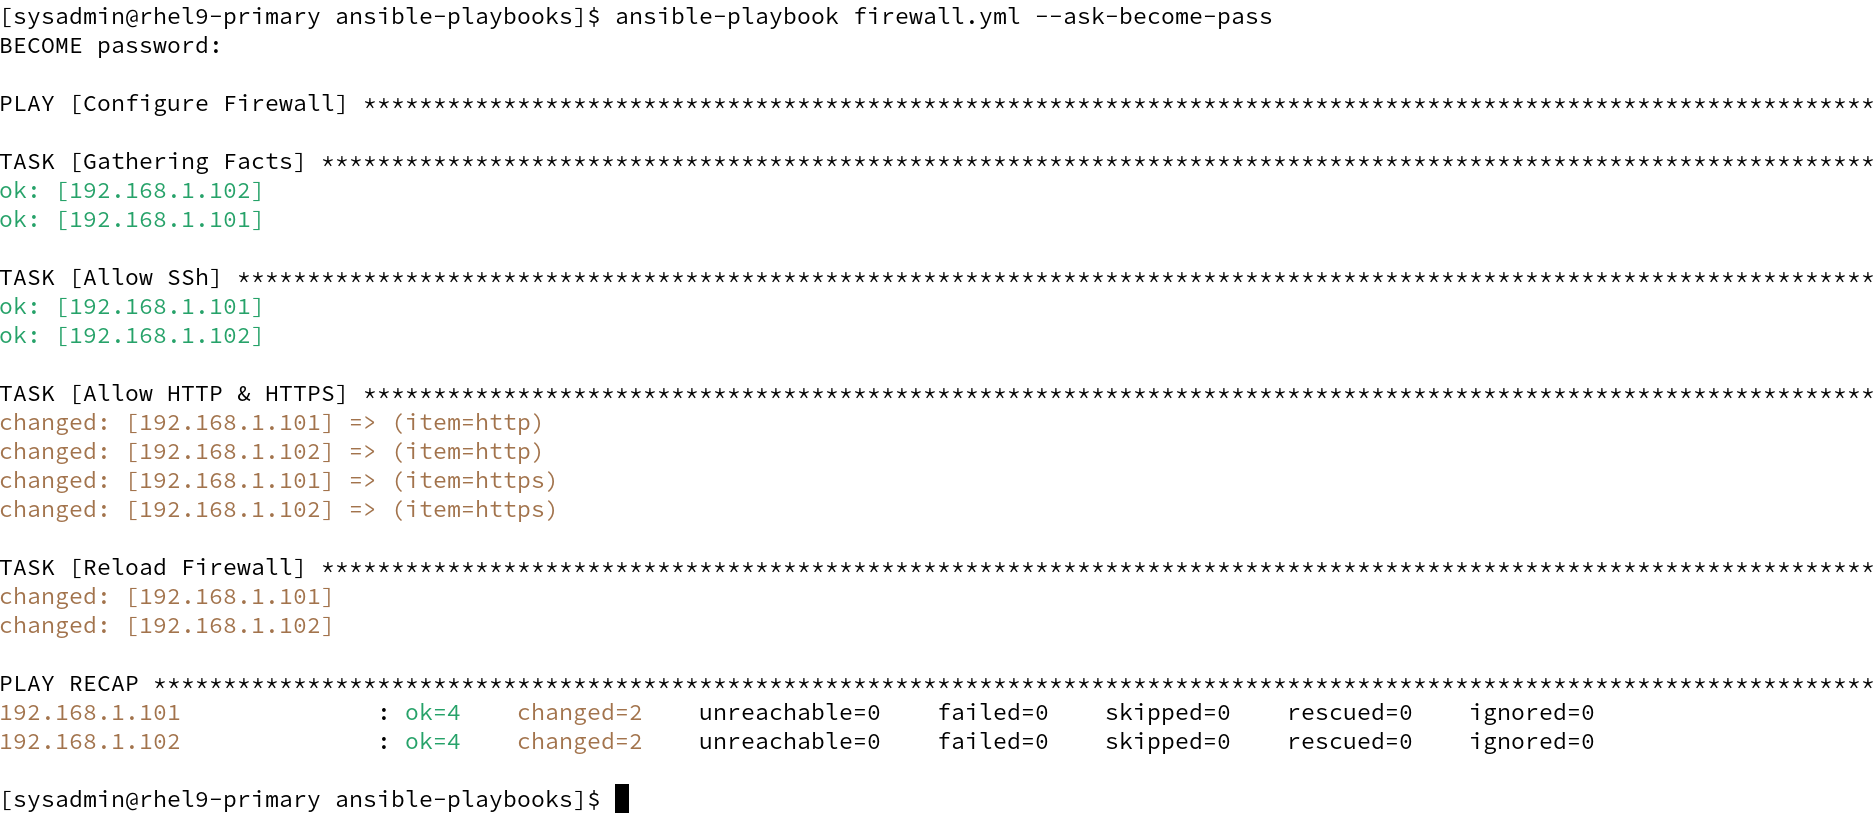 [sysadmin@rhel9-primary ansible-playbooks]$ ansible-playbook firewall.yml --ask-become-pass
BECOME password:
PLAY [Configure Firewall] ************************************************************************************************************
TASK [Gathering Facts] ***************************************************************************************************************
ok: [192.168.1.102]
ok: [192.168.1.101]
TASK [Allow SSh] *********************************************************************************************************************
ok: [192.168.1.101]
ok: [192.168.1.102]
TASK [Allow HTTP & HTTPS] ************************************************************************************************************
changed: [192.168.1.101] => (item=http)
changed: [192.168.1.102] => (item=http)
changed: [192.168.1.101] => (item=https)
changed: [192.168.1.102] => (item=https)
TASK [Reload Firewall] ***************************************************************************************************************
changed: [192.168.1.101]
changed: [192.168.1.102]
PLAY RECAP ***************************************************************************************************************************
192.168.1.101              : ok=4    changed=2    unreachable=0    failed=0    skipped=0    rescued=0    ignored=0
192.168.1.102              : ok=4    changed=2    unreachable=0    failed=0    skipped=0    rescued=0    ignored=0
[sysadmin@rhel9-primary ansible-playbooks]$